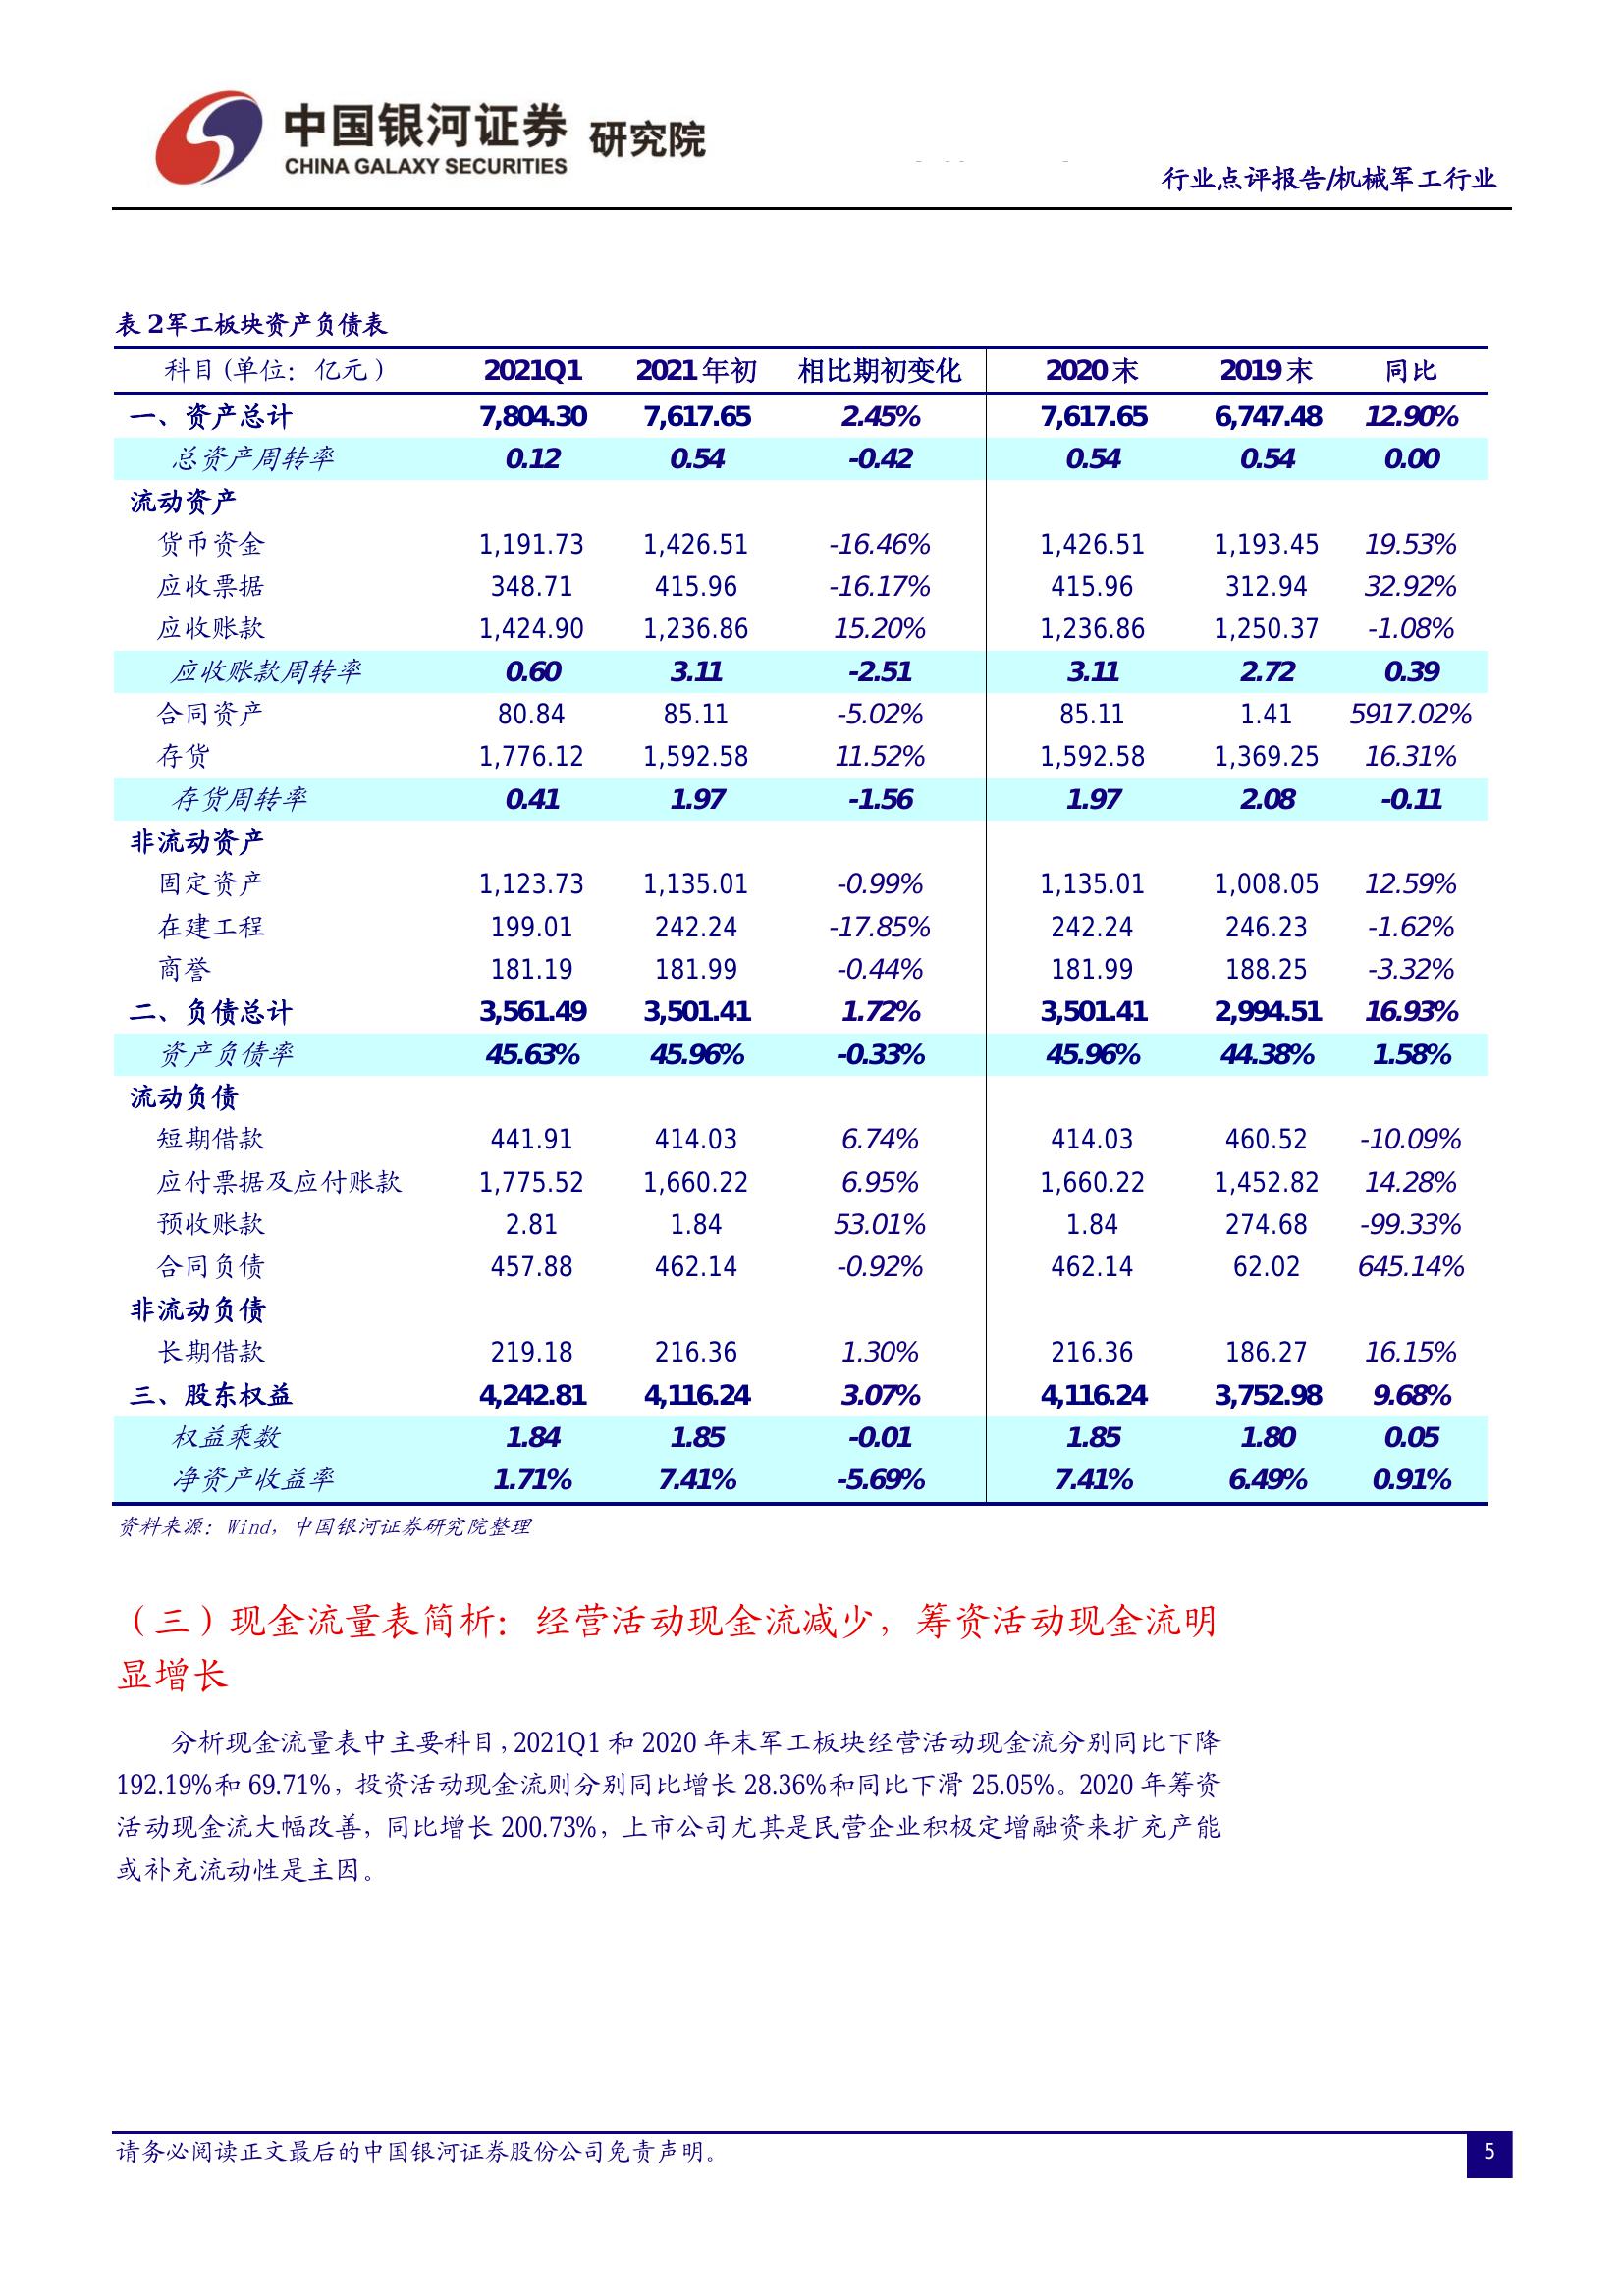 中国银河证券 研究院
CHINA GALAXY SECURITIES
行业点评报告/机械军工行业
表 2军工板块资产负债表
科目(单位：亿元) 2021Q1 2021 年初 相比期初变化 2020 末 2019 末 同比
一、资产总计 7,804.30 7,617.65 2.45% 7,617.65 6,747.48 12.90%
总资产周转率 0.12 0.54 -0.42 0.54 0.54 0.00
流动资产
货币资金 1,191.73 1,426.51 -16.46% 1,426.51 1,193.45 19.53%
应收票据 348.71 415.96 -16.17% 415.96 312.94 32.92%
应收账款 1,424.90 1,236.86 15.20% 1,236.86 1,250.37 -1.08%
应收账款周转率 0.60 3.11 -2.51 3.11 2.72 0.39
合同资产 80.84 85.11 -5.02% 85.11 1.41 5917.02%
存货 1,776.12 1,592.58 11.52% 1,592.58 1,369.25 16.31%
存货周转率 0.41 1.97 -1.56 1.97 2.08 -0.11
非流动资产
固定资产 1,123.73 1,135.01 -0.99% 1,135.01 1,008.05 12.59%
在建工程 199.01 242.24 -17.85% 242.24 246.23 -1.62%
商誉 181.19 181.99 -0.44% 181.99 188.25 -3.32%
二、负债总计 3,561.49 3,501.41 1.72% 3,501.41 2,994.51 16.93%
资产负债率 45.63% 45.96% -0.33% 45.96% 44.38% 1.58%
流动负债
短期借款 441.91 414.03 6.74% 414.03 460.52 -10.09%
应付票据及应付账款 1,775.52 1,660.22 6.95% 1,660.22 1,452.82 14.28%
预收账款 2.81 1.84 53.01% 1.84 274.68 -99.33%
合同负债 457.88 462.14 -0.92% 462.14 62.02 645.14%
非流动负债
长期借款 219.18 216.36 1.30% 216.36 186.27 16.15%
三、股东权益 4,242.81 4,116.24 3.07% 4,116.24 3,752.98 9.68%
权益乘数 1.84 1.85 -0.01 1.85 1.80 0.05
净资产收益率 1.71% 7.41% -5.69% 7.41% 6.49% 0.91%
资料来源：Wind，中国银河证券研究院整理
（三）现金流量表简析：经营活动现金流减少，筹资活动现金流明
显增长
分析现金流量表中主要科目，2021Q1 和 2020 年末军工板块经营活动现金流分别同比下降
192.19%和 69.71%，投资活动现金流则分别同比增长 28.36%和同比下滑 25.05%。2020 年筹资
活动现金流大幅改善，同比增长 200.73%，上市公司尤其是民营企业积极定增融资来扩充产能
或补充流动性是主因。
请务必阅读正文最后的中国银河证券股份公司免责声明。
5